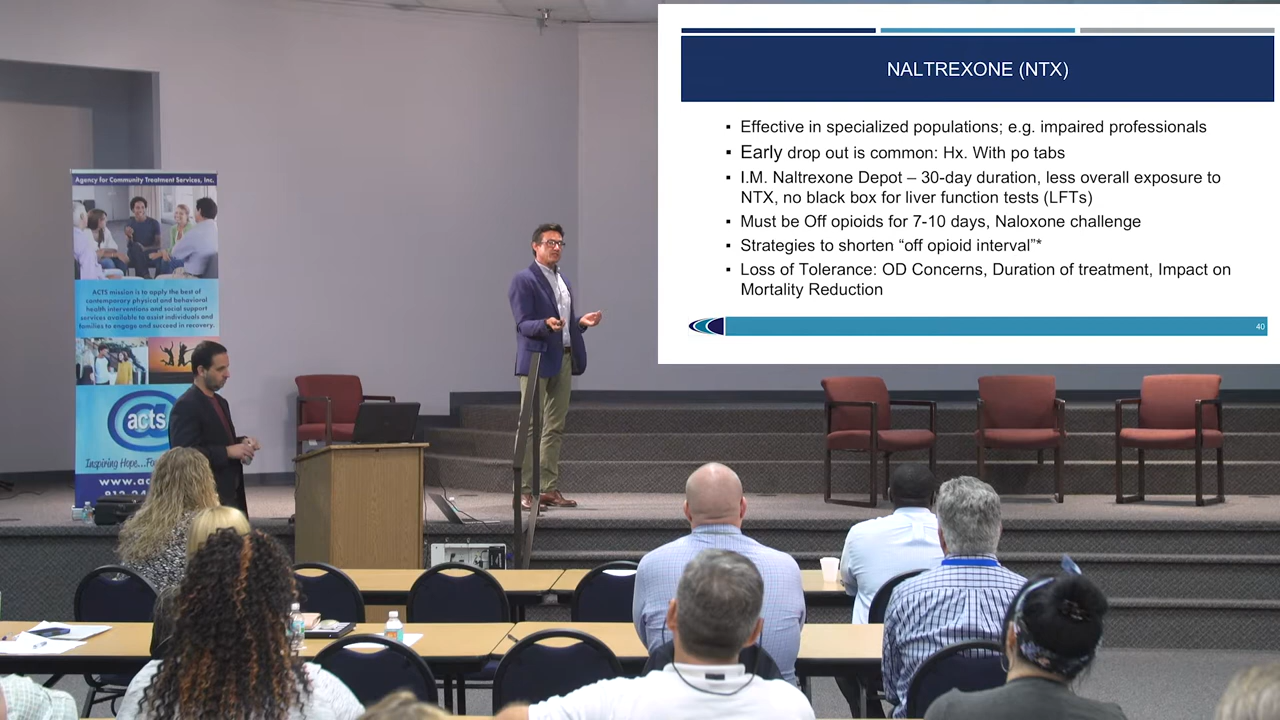 NALTREXONE (NTX)
▪ Effective in specialized populations; e.g. impaired professionals
▪ Early drop out is common: Hx. With po tabs
▪ I.M. Naltrexone Depot – 30-day duration, less overall exposure to
NTX, no black box for liver function tests (LFTs)
▪ Must be Off opioids for 7-10 days, Naloxone challenge
▪ Strategies to shorten “off opioid interval”*
▪ Loss of Tolerance: OD Concerns, Duration of treatment, Impact on
Mortality Reduction
40
Agency for Community Treatment Services, Inc.
ACTS mission is to apply the best of
contemporary physical and behavioral
health interventions and social support
services available to assist individuals and
families to engage and succeed in recovery.
acts
Inspiring Hope...
www.ac